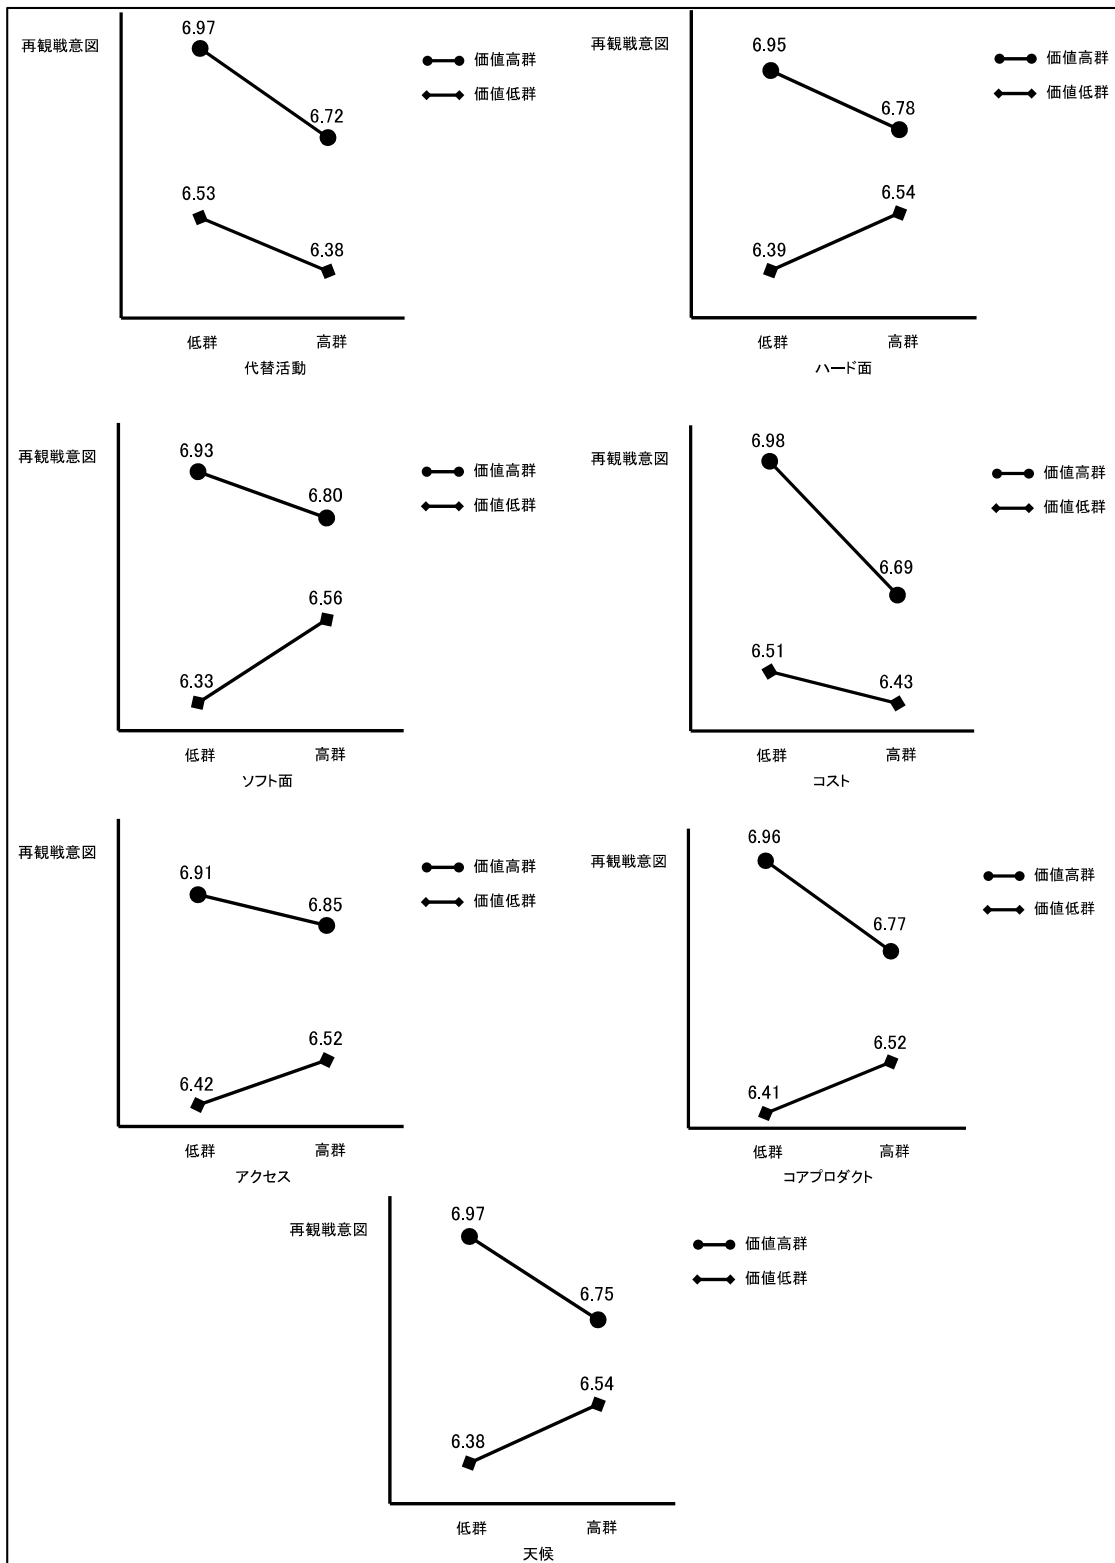 再観戦意図
6.97
6.72
6.53
6.38
価値高群
価値低群
低群
高群
代替活動
再観戦意図
6.95
6.78
6.54
6.39
価値高群
価値低群
低群
高群
ハード面
再観戦意図
6.93
6.80
6.56
6.33
価値高群
価値低群
低群
高群
ソフト面
再観戦意図
6.98
6.69
6.51
6.43
価値高群
価値低群
低群
高群
コスト
再観戦意図
6.91
6.85
6.52
6.42
価値高群
価値低群
低群
高群
アクセス
再観戦意図
6.96
6.77
6.52
6.41
価値高群
価値低群
低群
高群
コアプロダクト
再観戦意図
6.97
6.75
6.54
6.38
価値高群
価値低群
低群
高群
天候